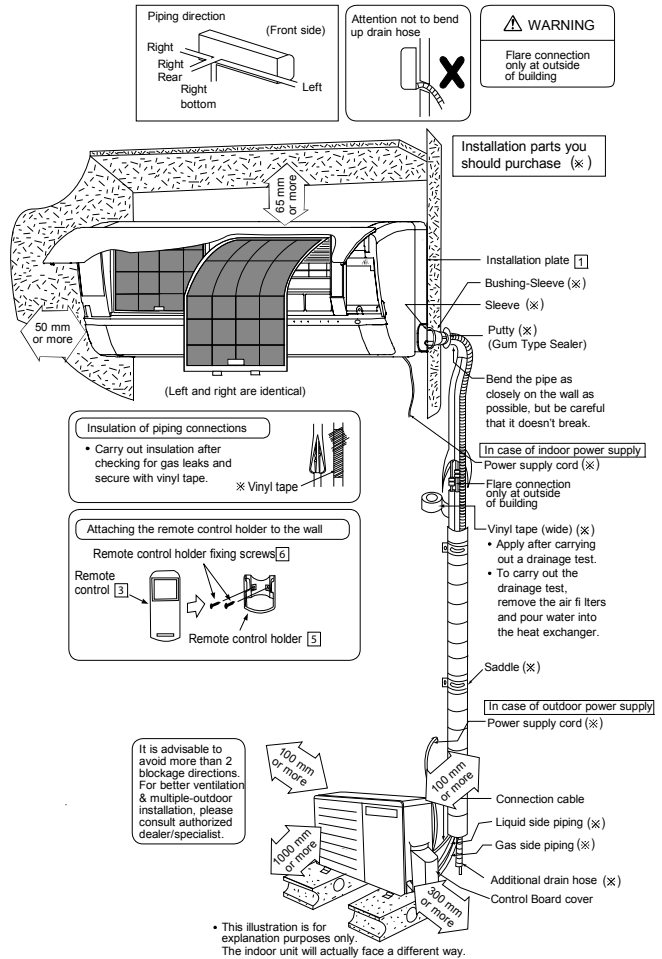 Piping direction
(Front side)
Right
Right
Rear
Right
bottom
Left
Attention not to bend
up drain hose
⚠ WARNING
Flare connection
only at outside
of building
Installation parts you
should purchase (※)
65 mm
or more
50 mm
or more
(Left and right are identical)
Installation plate 1
Bushing-Sleeve (※)
Sleeve (※)
Putty (※)
(Gum Type Sealer)
Bend the pipe as
closely on the wall as
possible, but be careful
that it doesn't break.
In case of indoor power supply
Power supply cord (※)
Flare connection
only at outside
of building
Vinyl tape (wide) (※)
• Apply after carrying
out a drainage test.
• To carry out the
drainage test,
remove the air fi lters
and pour water into
the heat exchanger.
Saddle (※)
In case of outdoor power supply
Power supply cord (※)
Connection cable
Liquid side piping (※)
Gas side piping (※)
Additional drain hose (※)
Control Board cover
Insulation of piping connections
• Carry out insulation after
checking for gas leaks and
secure with vinyl tape.
※ Vinyl tape
Attaching the remote control holder to the wall
Remote control holder fixing screws 6
Remote
control 3
Remote control holder 5
It is advisable to
avoid more than 2
blockage directions.
For better ventilation
& multiple-outdoor
installation, please
consult authorized
dealer/specialist.
100 mm
or more
100 mm
or more
1000 mm
or more
300 mm
or more
• This illustration is for
explanation purposes only.
The indoor unit will actually face a different way.